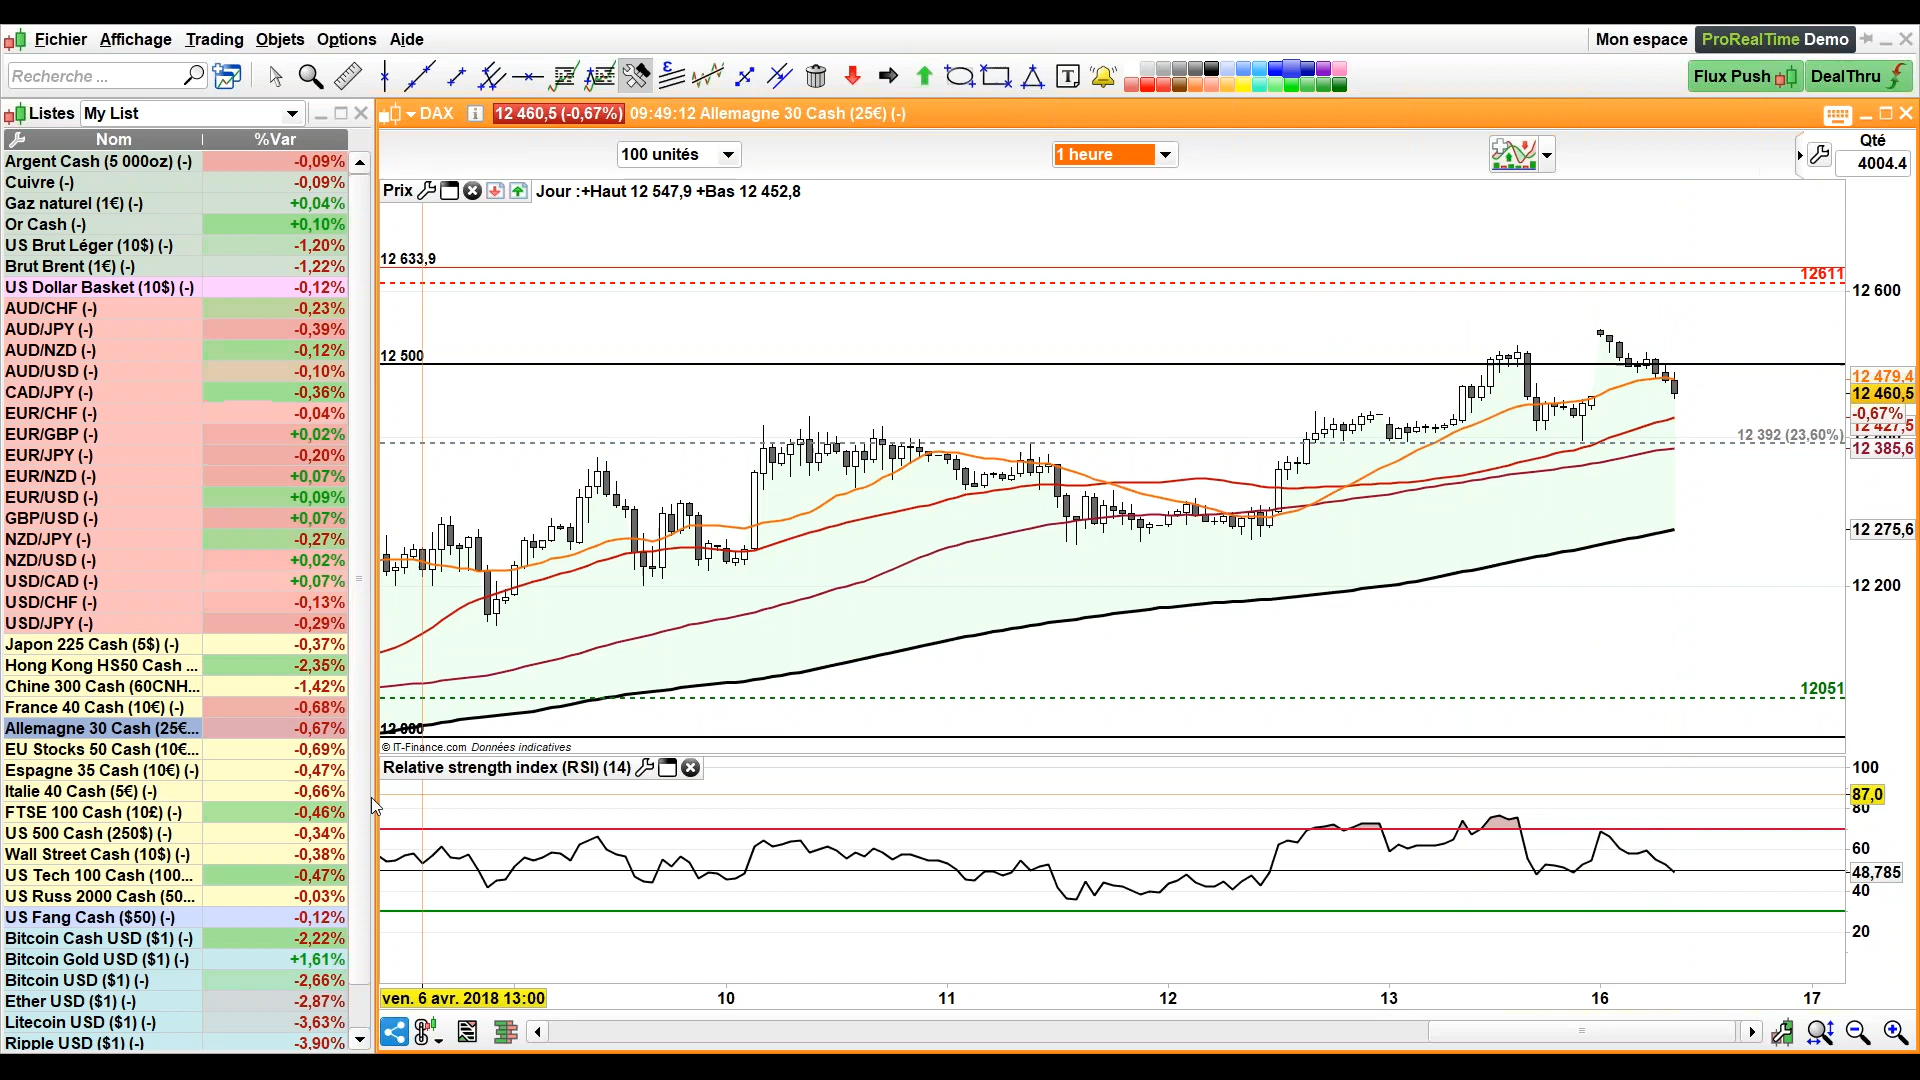 Fichier Affichage Trading Objets Options Aide
Mon espace ProRealTime Demo
Recherche ...
Flux Push DealThru
Listes My List
DAX 12 460,5 (-0,67%) 09:49:12 Allemagne 30 Cash (25€) (-)
Nom %Var
100 unités
1 heure
Qté
4004.4
Argent Cash (5 000oz) (-) -0,09%
Cuivre (-) -0,09%
Gaz naturel (1€) (-) +0,04%
Or Cash (-) +0,10%
US Brut Léger (10$) (-) -1,20%
Brut Brent (1€) (-) -1,22%
US Dollar Basket (10$) (-) -0,12%
AUD/CHF (-) -0,23%
AUD/JPY (-) -0,39%
AUD/NZD (-) -0,12%
AUD/USD (-) -0,10%
CAD/JPY (-) -0,36%
EUR/CHF (-) -0,04%
EUR/GBP (-) +0,02%
EUR/JPY (-) -0,20%
EUR/NZD (-) +0,07%
EUR/USD (-) +0,09%
GBP/USD (-) +0,07%
NZD/JPY (-) -0,27%
NZD/USD (-) +0,02%
USD/CAD (-) +0,07%
USD/CHF (-) -0,13%
USD/JPY (-) -0,29%
Japon 225 Cash (5$) (-) -0,37%
Hong Kong HS50 Cash ... -2,35%
Chine 300 Cash (60CNH... -1,42%
France 40 Cash (10€) (-) -0,68%
Allemagne 30 Cash (25€... -0,67%
EU Stocks 50 Cash (10€... -0,69%
Espagne 35 Cash (10€) (-) -0,47%
Italie 40 Cash (5€) (-) -0,66%
FTSE 100 Cash (10£) (-) -0,46%
US 500 Cash (250$) (-) -0,34%
Wall Street Cash (10$) (-) -0,38%
US Tech 100 Cash (100... -0,47%
US Russ 2000 Cash (50... -0,03%
US Fang Cash ($50) (-) -0,12%
Bitcoin Cash USD ($1) (-) -2,22%
Bitcoin Gold USD ($1) (-) +1,61%
Bitcoin USD ($1) (-) -2,66%
Ether USD ($1) (-) -2,87%
Litecoin USD ($1) (-) -3,63%
Ripple USD ($1) (-) -3,90%
Prix Jour :+Haut 12 547,9 +Bas 12 452,8
12 633,9
12611
12 600
12 500
12 479,4
12 460,5
-0,67%
12 427,5
12 392 (23,60%)
12 385,6
12 275,6
12 200
12051
12 000
© IT-Finance.com Données indicatives
Relative strength index (RSI) (14)
100
87,0
80
60
48,785
40
20
ven. 6 avr. 2018 13:00 10 11 12 13 16 17